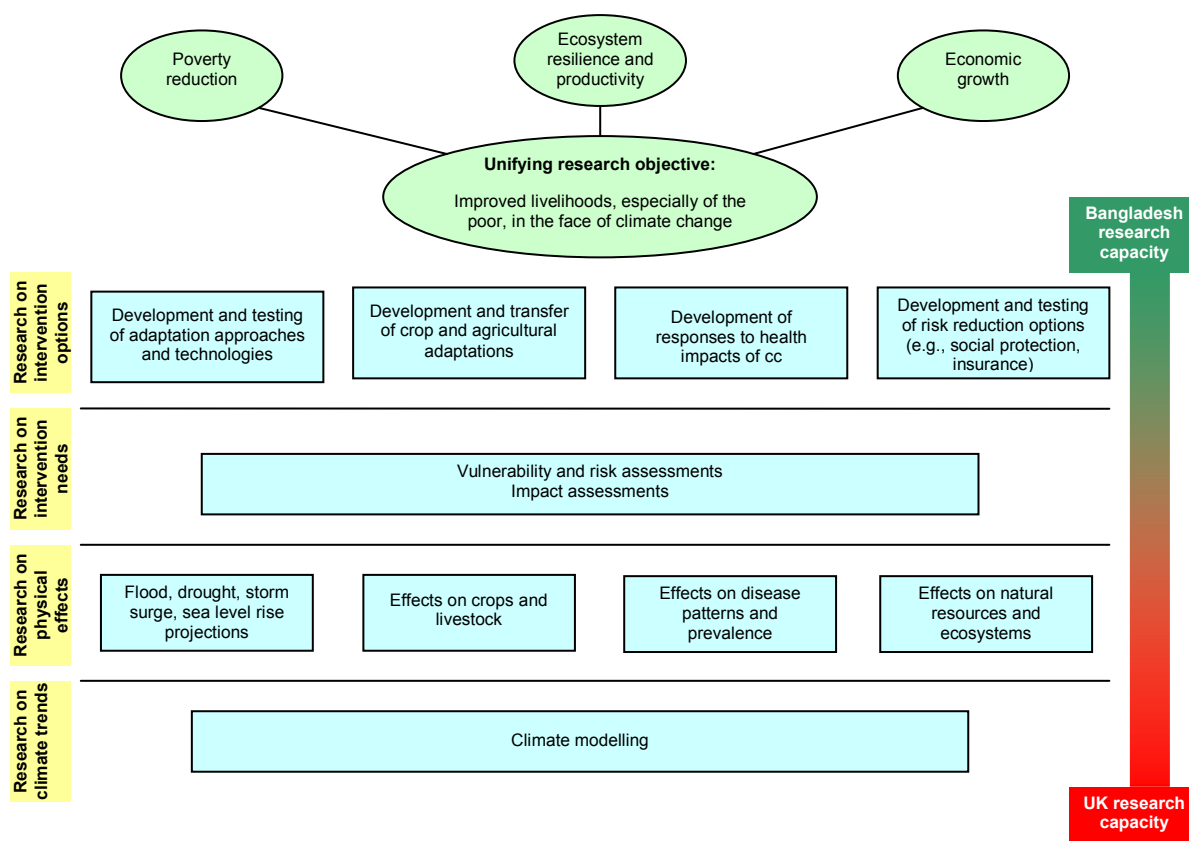 Poverty
reduction
Ecosystem
resilience and
productivity
Economic
growth
Unifying research objective:
Improved livelihoods, especially of the
poor, in the face of climate change
Bangladesh
research
capacity
Research on
intervention
options
Development and testing
of adaptation approaches
and technologies
Development and transfer
of crop and agricultural
adaptations
Development of
responses to health
impacts of cc
Development and testing
of risk reduction options
(e.g., social protection,
insurance)
Research on
intervention
needs
Vulnerability and risk assessments
Impact assessments
Research on
physical
effects
Flood, drought, storm
surge, sea level rise
projections
Effects on crops and
livestock
Effects on disease
patterns and
prevalence
Effects on natural
resources and
ecosystems
Research on
climate trends
Climate modelling
UK research
capacity